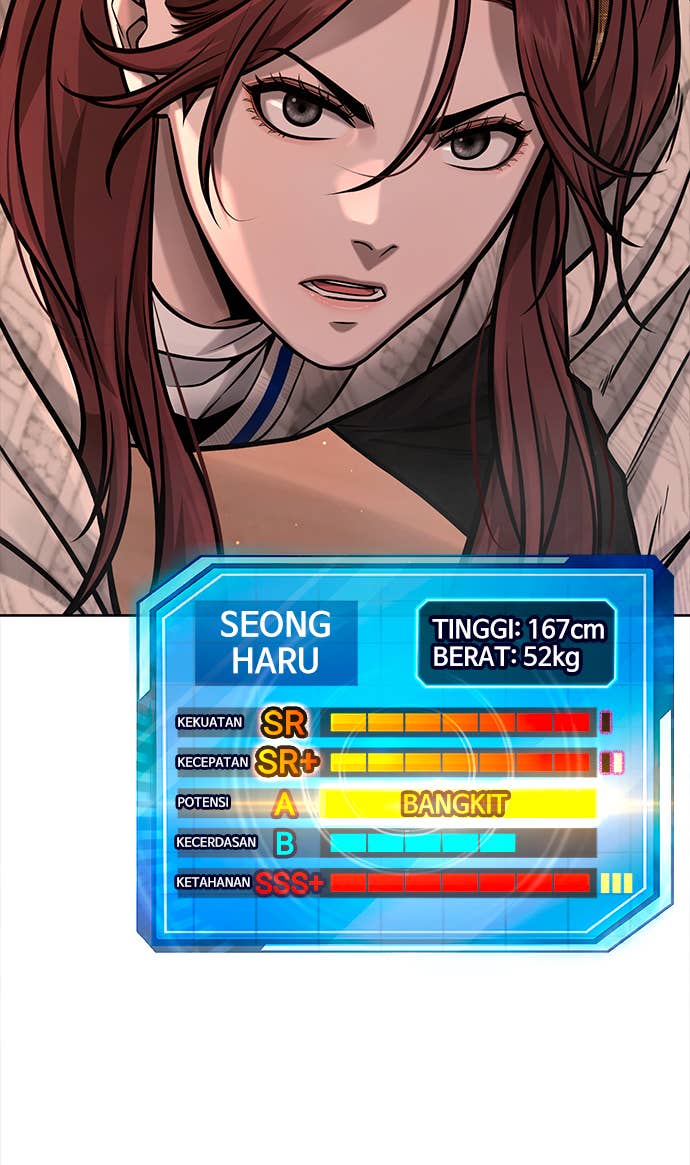 SEONG
HARU
TINGGI: 167cm
BERAT: 52kg
KEKUATAN SR
KECEPATAN SR+
POTENSI A BANGKIT
KECERDASAN B
KETAHANAN SSS+